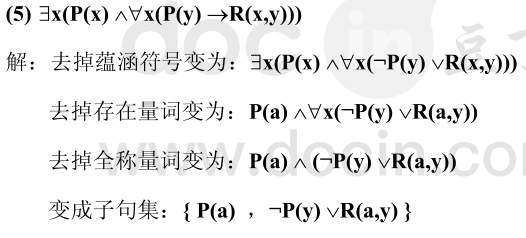 (5) ∃x(P(x) ∧∀x(P(y) →R(x,y)))
解：去掉蕴涵符号变为：∃x(P(x) ∧∀x(¬P(y) ∨R(x,y)))
去掉存在量词变为：P(a) ∧∀x(¬P(y) ∨R(a,y))
去掉全称量词变为：P(a) ∧ (¬P(y) ∨R(a,y))
变成子句集：{ P(a) ，¬P(y) ∨R(a,y) }